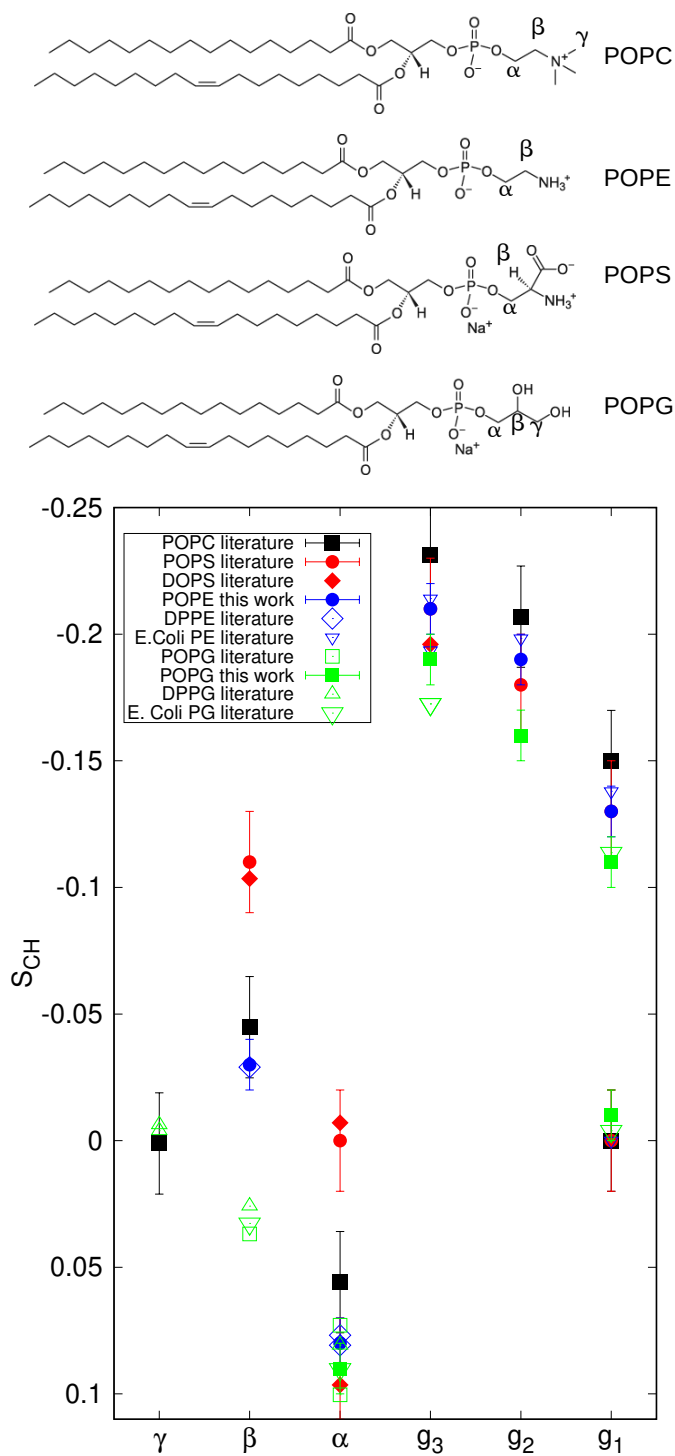 O
O
O
P
O
β
γ
POPC
O
O
H
O⁻
α
N⁺
O
O
O
O
P
O
β
POPE
O
O
H
O⁻
α
NH₃⁺
O
O
O
O
P
O
β
H
O
O⁻
POPS
O
O
H
O⁻
Na⁺
α
NH₃⁺
O
O
O
O
P
O
OH
POPG
O
O
H
O⁻
Na⁺
α
β
γ
OH
O
-0.25
POPC literature
POPS literature
DOPS literature
POPE this work
DPPE literature
E.Coli PE literature
POPG literature
POPG this work
DPPG literature
E. Coli PG literature
-0.2
-0.15
-0.1
-0.05
0
0.05
0.1
S_CH
γ β α g₃ g₂ g₁